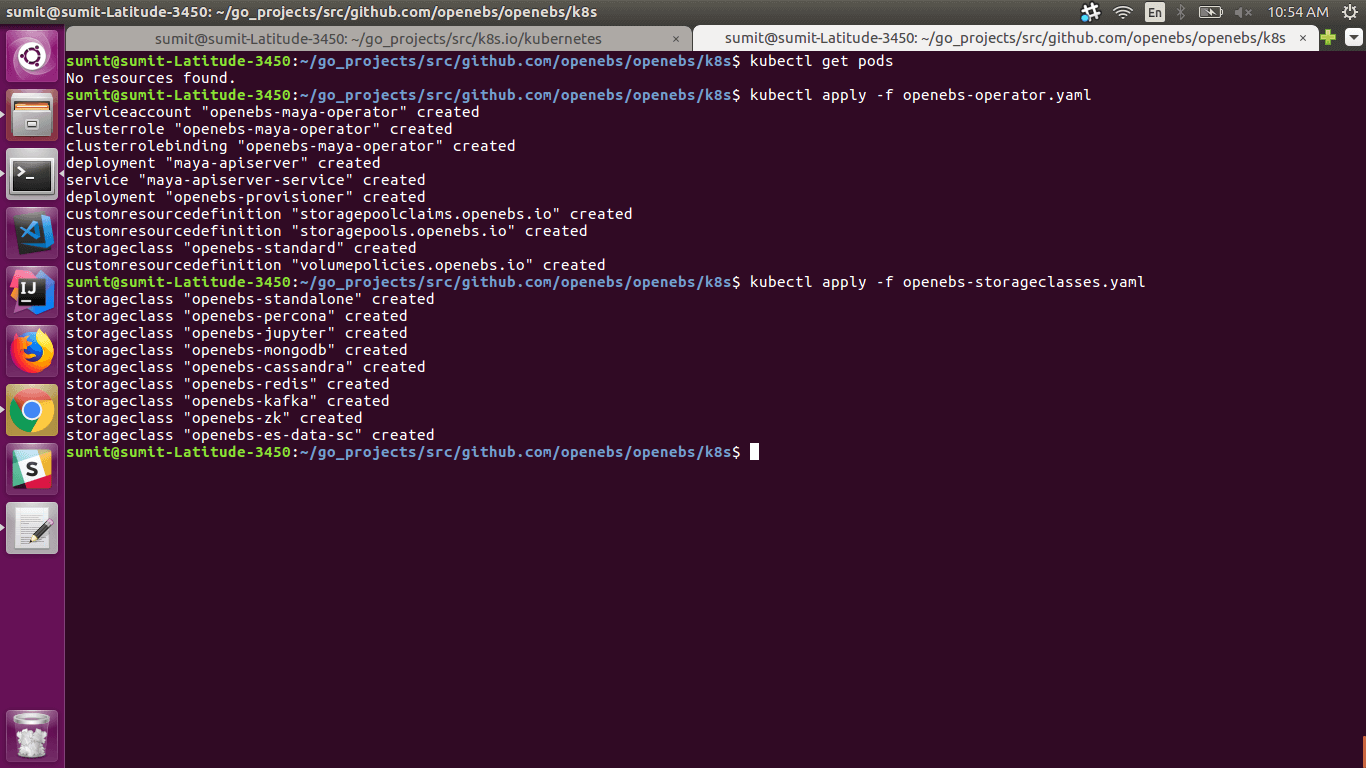 sumit@sumit-Latitude-3450: ~/go_projects/src/github.com/openebs/openebs/k8s
En
10:54 AM
sumit@sumit-Latitude-3450: ~/go_projects/src/k8s.io/kubernetes ×
sumit@sumit-Latitude-3450: ~/go_projects/src/github.com/openebs/openebs/k8s ×
sumit@sumit-Latitude-3450:~/go_projects/src/github.com/openebs/openebs/k8s$ kubectl get pods
No resources found.
sumit@sumit-Latitude-3450:~/go_projects/src/github.com/openebs/openebs/k8s$ kubectl apply -f openebs-operator.yaml
serviceaccount "openebs-maya-operator" created
clusterrole "openebs-maya-operator" created
clusterrolebinding "openebs-maya-operator" created
deployment "maya-apiserver" created
service "maya-apiserver-service" created
deployment "openebs-provisioner" created
customresourcedefinition "storagepoolclaims.openebs.io" created
customresourcedefinition "storagepools.openebs.io" created
storageclass "openebs-standard" created
customresourcedefinition "volumepolicies.openebs.io" created
sumit@sumit-Latitude-3450:~/go_projects/src/github.com/openebs/openebs/k8s$ kubectl apply -f openebs-storageclasses.yaml
storageclass "openebs-standalone" created
storageclass "openebs-percona" created
storageclass "openebs-jupyter" created
storageclass "openebs-mongodb" created
storageclass "openebs-cassandra" created
storageclass "openebs-redis" created
storageclass "openebs-kafka" created
storageclass "openebs-zk" created
storageclass "openebs-es-data-sc" created
sumit@sumit-Latitude-3450:~/go_projects/src/github.com/openebs/openebs/k8s$
>_
IJ
S